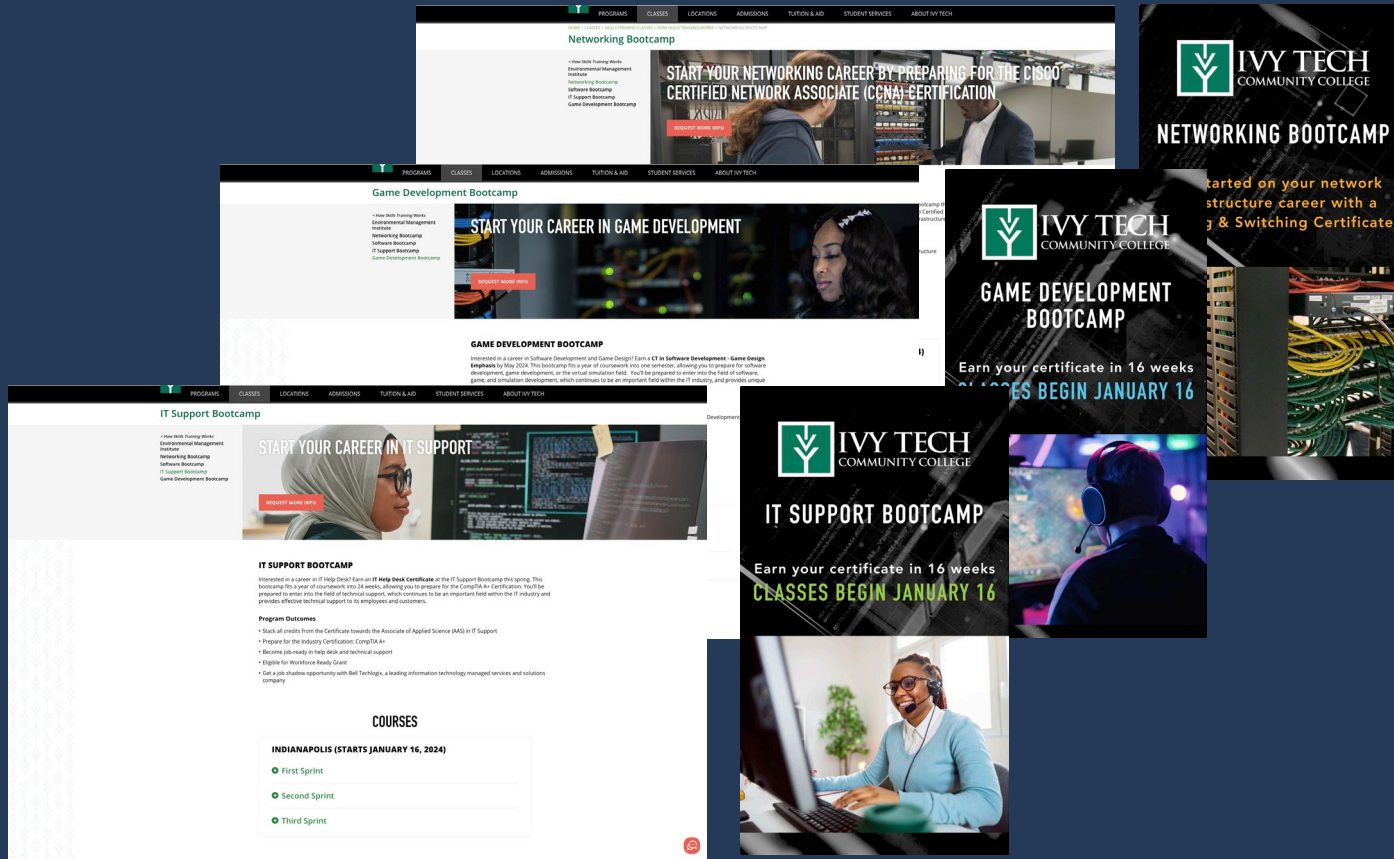 PROGRAMS CLASSES LOCATIONS ADMISSIONS TUITION & AID STUDENT SERVICES ABOUT IVY TECH
HOME > CLASSES > SKILLS TRAINING CLASSES > HOW SKILLS TRAINING WORKS > NETWORKING BOOTCAMP
Networking Bootcamp
< How Skills Training Works
Environmental Management
Institute
Networking Bootcamp
Software Bootcamp
IT Support Bootcamp
Game Development Bootcamp
START YOUR NETWORKING CAREER BY PREPARING FOR THE CISCO
CERTIFIED NETWORK ASSOCIATE (CCNA) CERTIFICATION
REQUEST MORE INFO
IVY TECH
COMMUNITY COLLEGE
NETWORKING BOOTCAMP
tarted on your network
structure career with a
g & Switching Certificate
PROGRAMS CLASSES LOCATIONS ADMISSIONS TUITION & AID STUDENT SERVICES ABOUT IVY TECH
Game Development Bootcamp
< How Skills Training Works
Environmental Management
Institute
Networking Bootcamp
Software Bootcamp
IT Support Bootcamp
Game Development Bootcamp
START YOUR CAREER IN GAME DEVELOPMENT
REQUEST MORE INFO
GAME DEVELOPMENT BOOTCAMP
Interested in a career in Software Development and Game Design? Earn a CT in Software Development - Game Design
Emphasis by May 2024. This bootcamp fits a year of coursework into one semester, allowing you to prepare for software
development, game development, or the virtual simulation field. You'll be prepared to enter into the field of software,
game, and simulation development, which continues to be an important field within the IT industry, and provides unique
Certified
4)
Development
IVY TECH
COMMUNITY COLLEGE
GAME DEVELOPMENT
BOOTCAMP
Earn your certificate in 16 weeks
CLASSES BEGIN JANUARY 16
PROGRAMS CLASSES LOCATIONS ADMISSIONS TUITION & AID STUDENT SERVICES ABOUT IVY TECH
IT Support Bootcamp
< How Skills Training Works
Environmental Management
Institute
Networking Bootcamp
Software Bootcamp
IT Support Bootcamp
Game Development Bootcamp
START YOUR CAREER IN IT SUPPORT
REQUEST MORE INFO
IT SUPPORT BOOTCAMP
Interested in a career in IT Help Desk? Earn an IT Help Desk Certificate at the IT Support Bootcamp this spring. This
bootcamp fits a year of coursework into 24 weeks, allowing you to prepare for the CompTIA A+ Certification. You'll be
prepared to enter into the field of technical support, which continues to be an important field within the IT industry and
provides effective technical support to its employees and customers.
Program Outcomes
• Stack all credits from the Certificate towards the Associate of Applied Science (AAS) in IT Support
• Prepare for the Industry Certification: CompTIA A+
• Become job-ready in help desk and technical support
• Eligible for Workforce Ready Grant
• Get a job shadow opportunity with Bell Techlogix, a leading information technology managed services and solutions
company
COURSES
INDIANAPOLIS (STARTS JANUARY 16, 2024)
First Sprint
Second Sprint
Third Sprint
IVY TECH
COMMUNITY COLLEGE
IT SUPPORT BOOTCAMP
Earn your certificate in 16 weeks
CLASSES BEGIN JANUARY 16